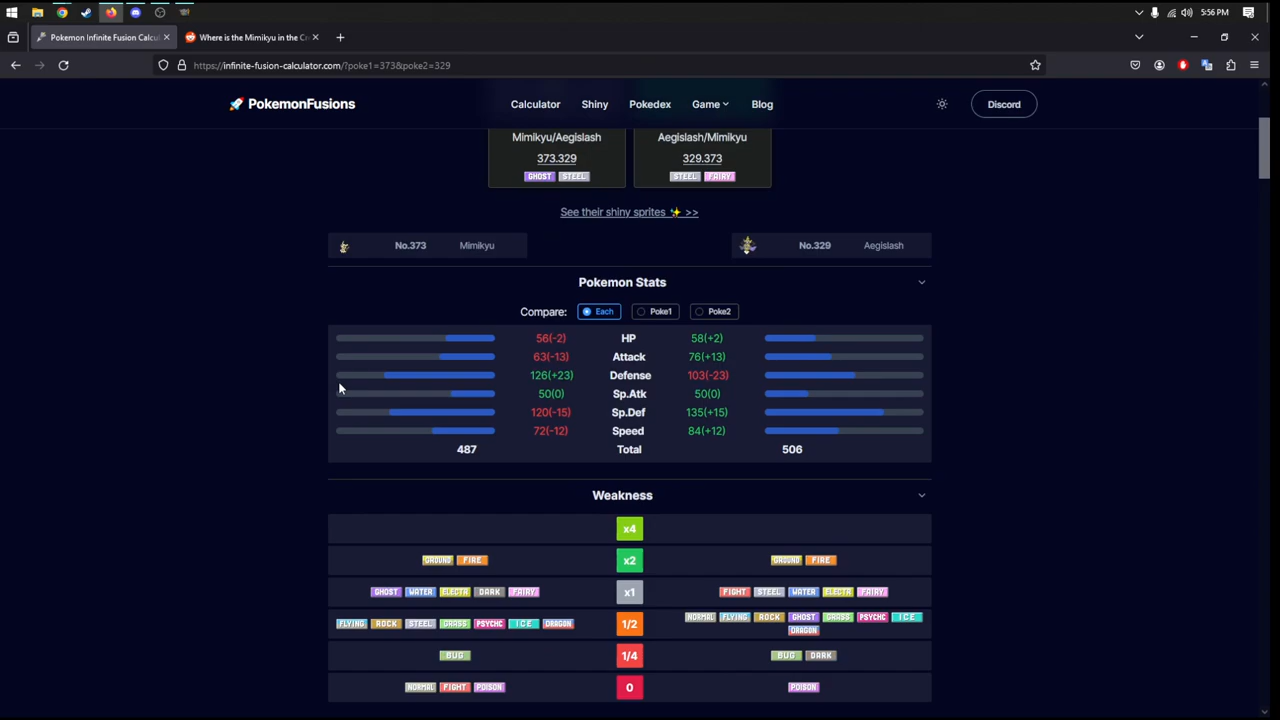 5:56 PM
Pokemon Infinite Fusion Calcu
Where is the Mimikyu in the Cr
https://infinite-fusion-calculator.com/?poke1=373&poke2=329
PokemonFusions
Calculator
Shiny
Pokedex
Game
Blog
Discord
Mimikyu/Aegislash
373.329
GHOST STEEL
Aegislash/Mimikyu
329.373
STEEL FAIRY
See their shiny sprites ✨ >>
No.373 Mimikyu
No.329 Aegislash
Pokemon Stats
Compare: Each Poke1 Poke2
56(-2) HP 58(+2)
63(-13) Attack 76(+13)
126(+23) Defense 103(-23)
50(0) Sp.Atk 50(0)
120(-15) Sp.Def 135(+15)
72(-12) Speed 84(+12)
487 Total 506
Weakness
x4
GROUND FIRE x2 GROUND FIRE
GHOST WATER ELECTR DARK FAIRY x1 FIGHT STEEL WATER ELECTR FAIRY
FLYING ROCK STEEL GRASS PSYCHC ICE DRAGON 1/2 NORMAL FLYING ROCK GHOST GRASS PSYCHC ICE
DRAGON
BUG 1/4 BUG DARK
NORMAL FIGHT POISON 0 POISON